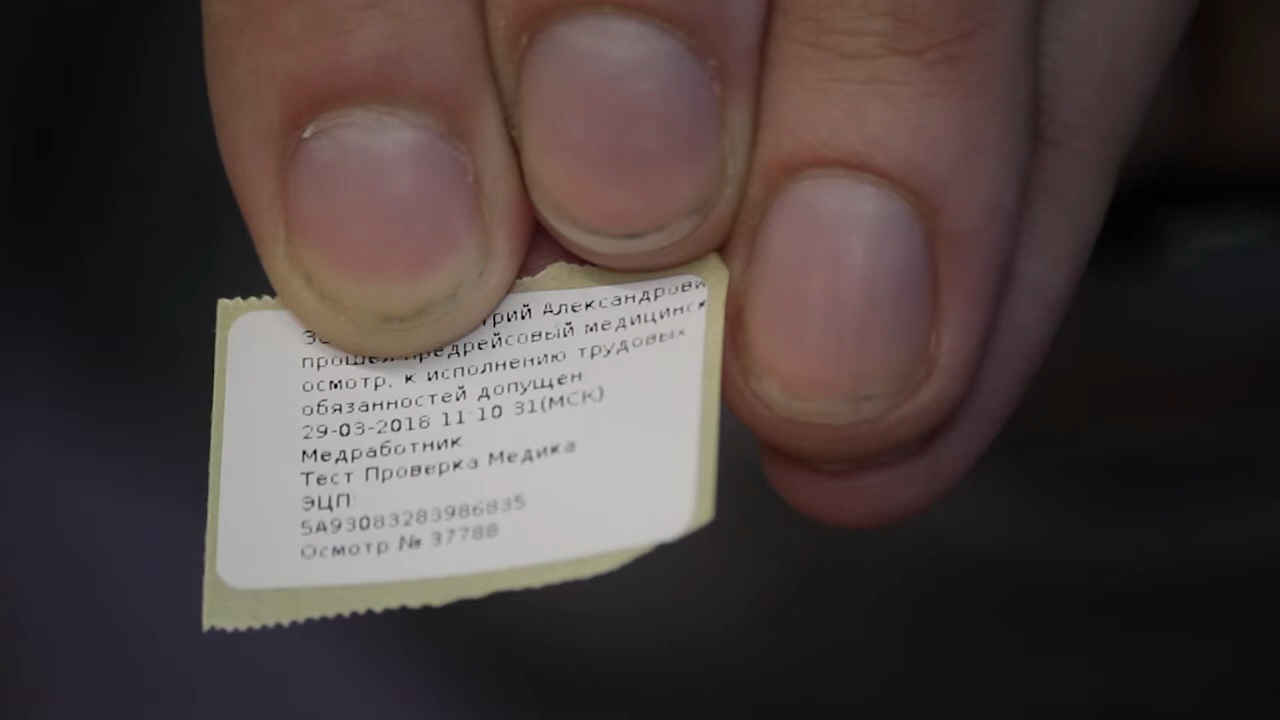 Александрови
прошел предрейсовый медицинск
осмотр, к исполнению трудовых
обязанностей допущен
29-03-2018 11:10:31(МСК)
Медработник:
Тест Проверка Медика
ЭЦП:
5A93083283986835
Осмотр № 37788